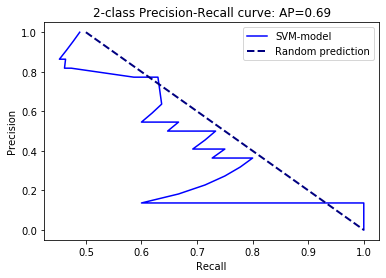 2-class Precision-Recall curve: AP=0.69
SVM-model
Random prediction
Precision
1.0
0.8
0.6
0.4
0.2
0.0
0.5 0.6 0.7 0.8 0.9 1.0
Recall